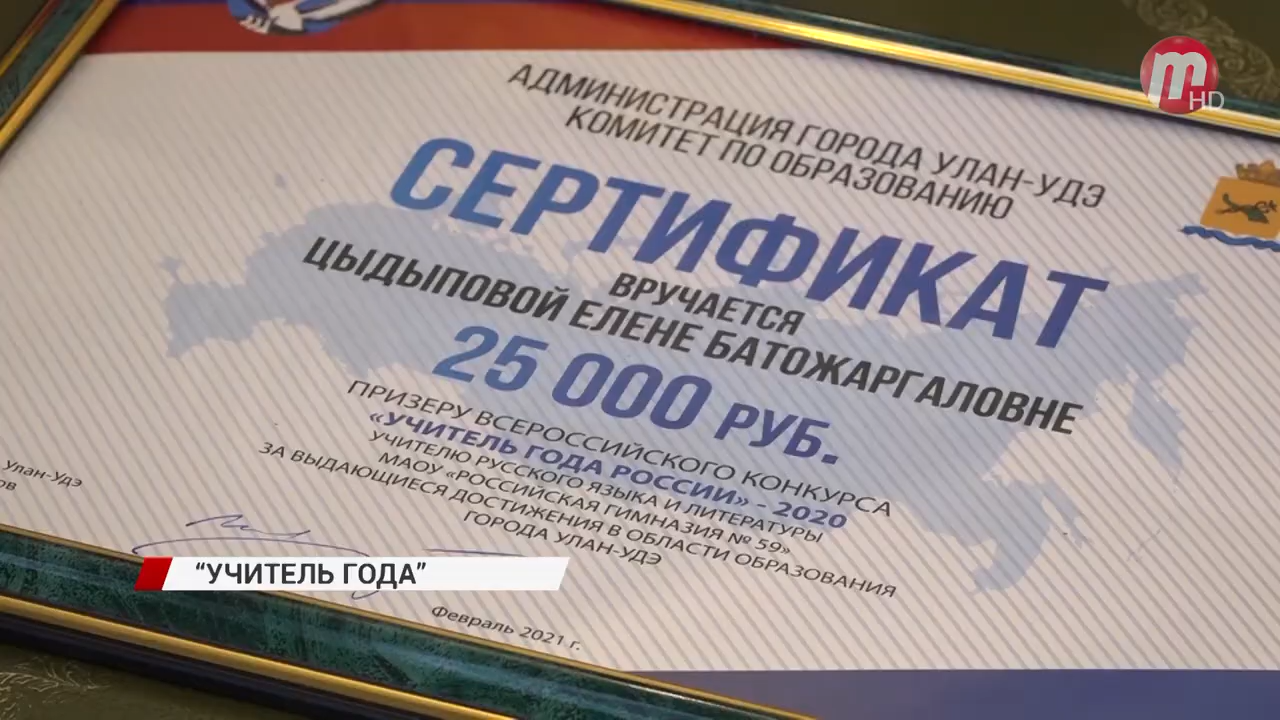 m HD
АДМИНИСТРАЦИЯ ГОРОДА УЛАН-УДЭ
КОМИТЕТ ПО ОБРАЗОВАНИЮ
СЕРТИФИКАТ
ВРУЧАЕТСЯ
ЦЫДЫПОВОЙ ЕЛЕНЕ БАТОЖАРГАЛОВНЕ
25 000 РУБ.
ПРИЗЕРУ ВСЕРОССИЙСКОГО КОНКУРСА
«УЧИТЕЛЬ ГОДА РОССИИ» - 2020
УЧИТЕЛЮ РУССКОГО ЯЗЫКА И ЛИТЕРАТУРЫ
МАОУ «РОССИЙСКАЯ ГИМНАЗИЯ № 59»
ЗА ВЫДАЮЩИЕСЯ ДОСТИЖЕНИЯ В ОБЛАСТИ ОБРАЗОВАНИЯ
ГОРОДА УЛАН-УДЭ
Улан-Удэ
ов
Февраль 2021 г.
“УЧИТЕЛЬ ГОДА”